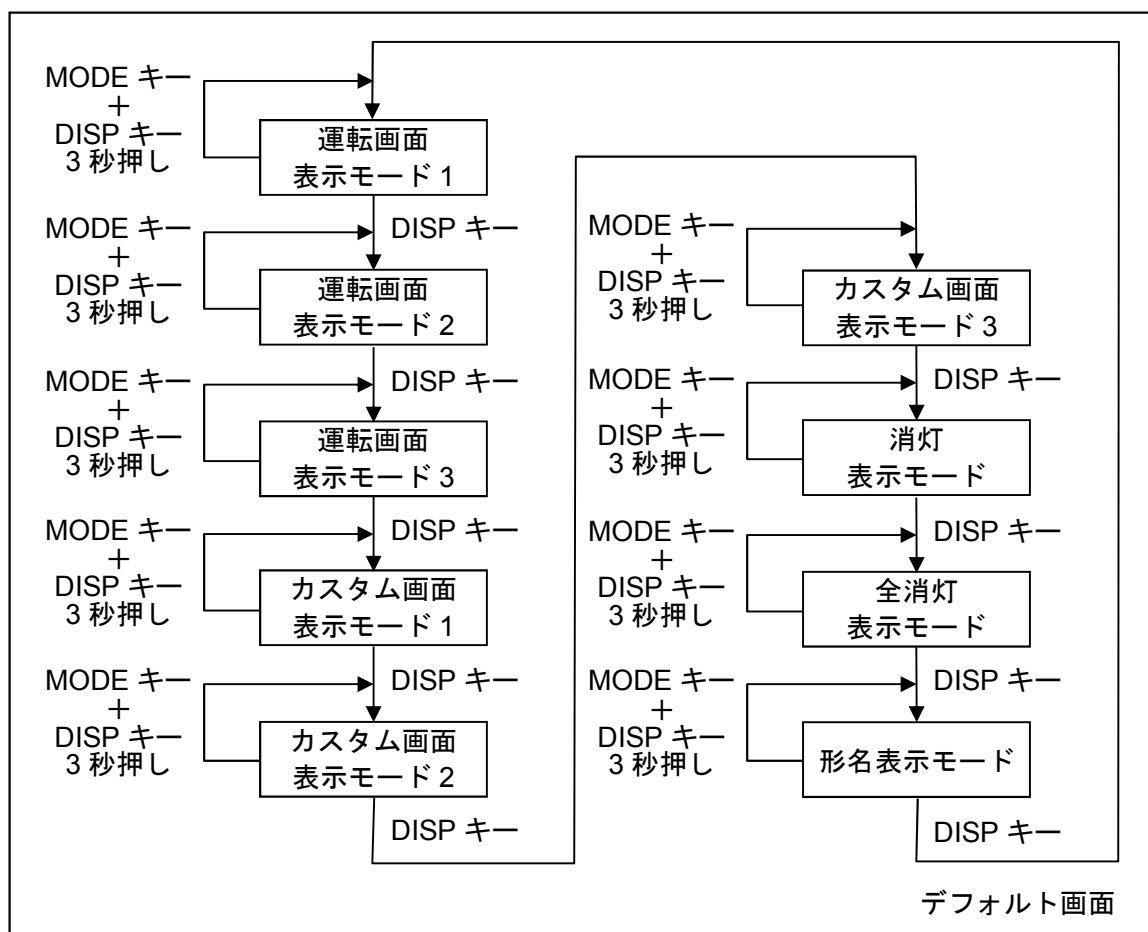 MODE キー
＋
DISP キー
3 秒押し
運転画面
表示モード 1
DISP キー
MODE キー
＋
DISP キー
3 秒押し
運転画面
表示モード 2
DISP キー
MODE キー
＋
DISP キー
3 秒押し
運転画面
表示モード 3
DISP キー
MODE キー
＋
DISP キー
3 秒押し
カスタム画面
表示モード 1
DISP キー
MODE キー
＋
DISP キー
3 秒押し
カスタム画面
表示モード 2
DISP キー
MODE キー
＋
DISP キー
3 秒押し
カスタム画面
表示モード 3
DISP キー
MODE キー
＋
DISP キー
3 秒押し
消灯
表示モード
DISP キー
MODE キー
＋
DISP キー
3 秒押し
全消灯
表示モード
DISP キー
MODE キー
＋
DISP キー
3 秒押し
形名表示モード
DISP キー
デフォルト画面